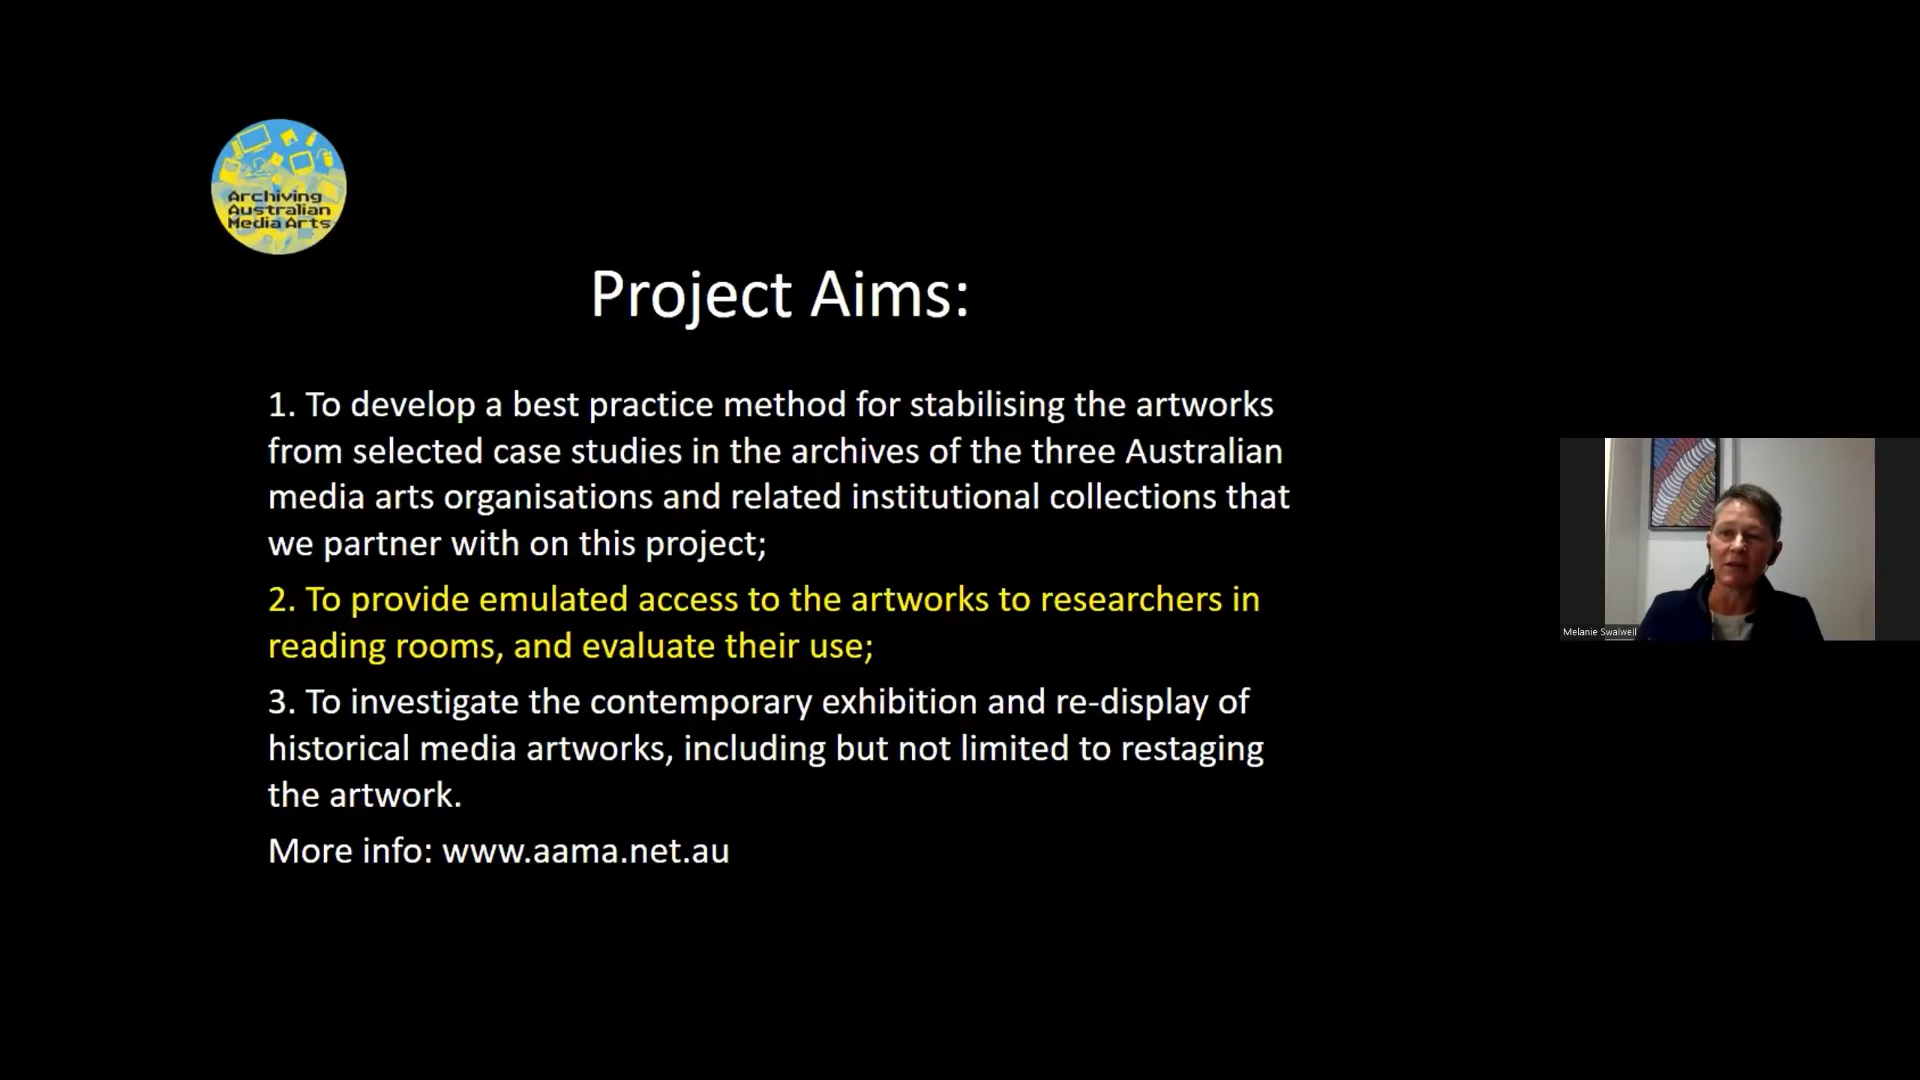 Archiving
Australian
Media Arts
Project Aims:
1. To develop a best practice method for stabilising the artworks
from selected case studies in the archives of the three Australian
media arts organisations and related institutional collections that
we partner with on this project;
2. To provide emulated access to the artworks to researchers in
reading rooms, and evaluate their use;
3. To investigate the contemporary exhibition and re-display of
historical media artworks, including but not limited to restaging
the artwork.
More info: www.aama.net.au
Melanie Swalwell